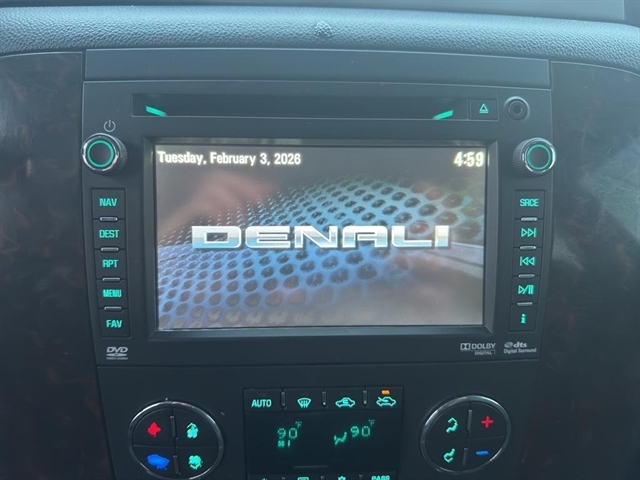 Tuesday, February 3, 2026 4:59
DENALI
NAV
DEST
RPT
MENU
FAV
SRCE
i
DVD
DOLBY
DIGITAL
dts
Digital Surround
AUTO
90 °F
90 °F
PASS